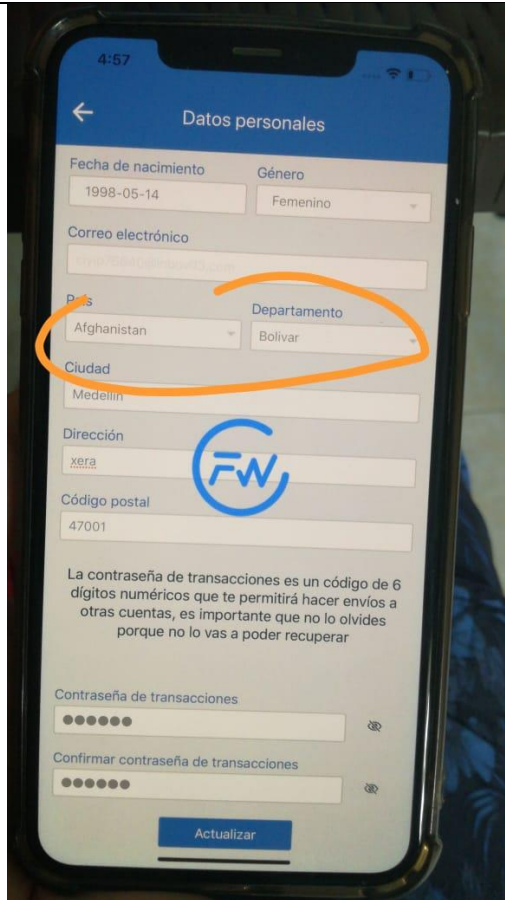 4:57
Datos personales
Fecha de nacimiento Género
1998-05-14 Femenino
Correo electrónico
País Departamento
Afghanistan Bolivar
Ciudad
Medellin
Dirección
xera
FW
Código postal
47001
La contraseña de transacciones es un código de 6
dígitos numéricos que te permitirá hacer envíos a
otras cuentas, es importante que no lo olvides
porque no lo vas a poder recuperar
Contraseña de transacciones
Confirmar contraseña de transacciones
Actualizar